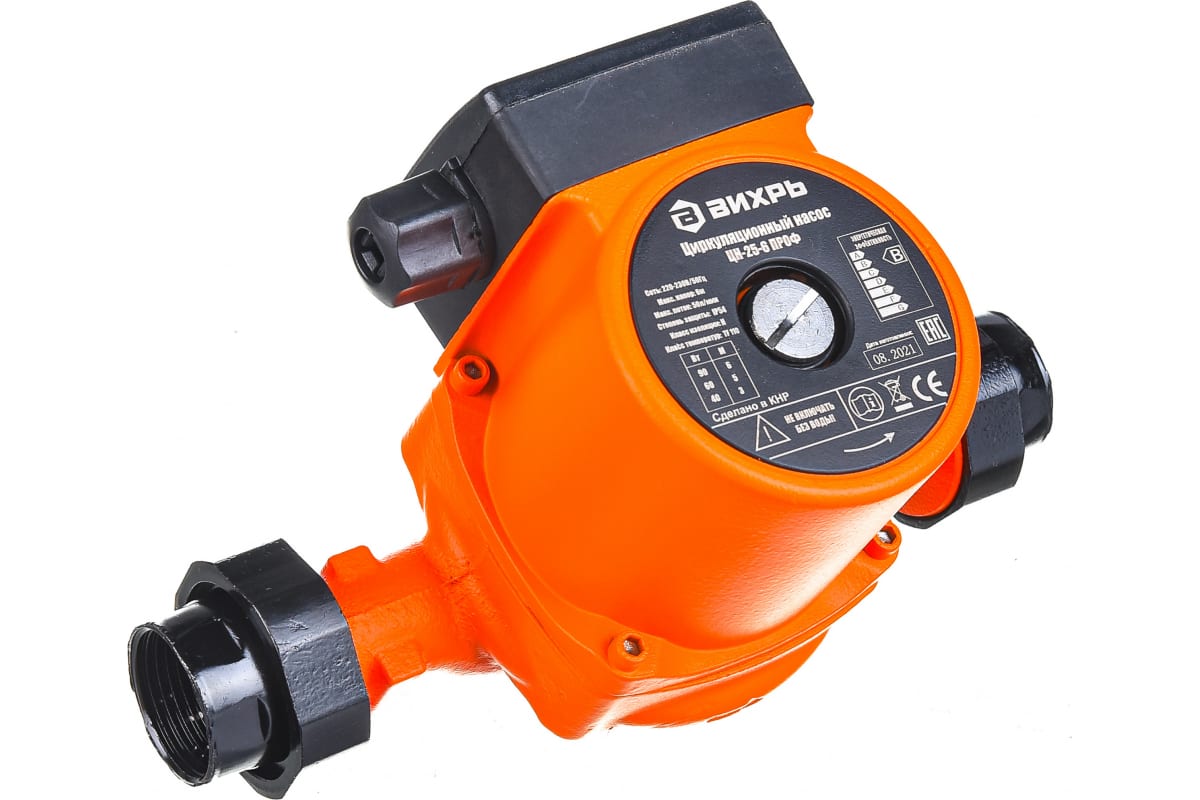 ВИХРЬ
Циркуляционный насос
ЦН-25-6 ПРОФ
Сеть: 220-230В/50Гц
Макс. напор: 6м
Макс. поток: 50л/мин
Степень защиты: IP54
Класс изоляции: H
Класс температур: TF 110
Вт М
90 6
60 5
40 3
ЭНЕРГЕТИЧЕСКАЯ
ЭФФЕКТИВНОСТЬ
A
B
C
D
E
F
G
B
Дата изготовления:
08.2021
EAC
Сделано в КНР
НЕ ВКЛЮЧАТЬ
БЕЗ ВОДЫ!
CE